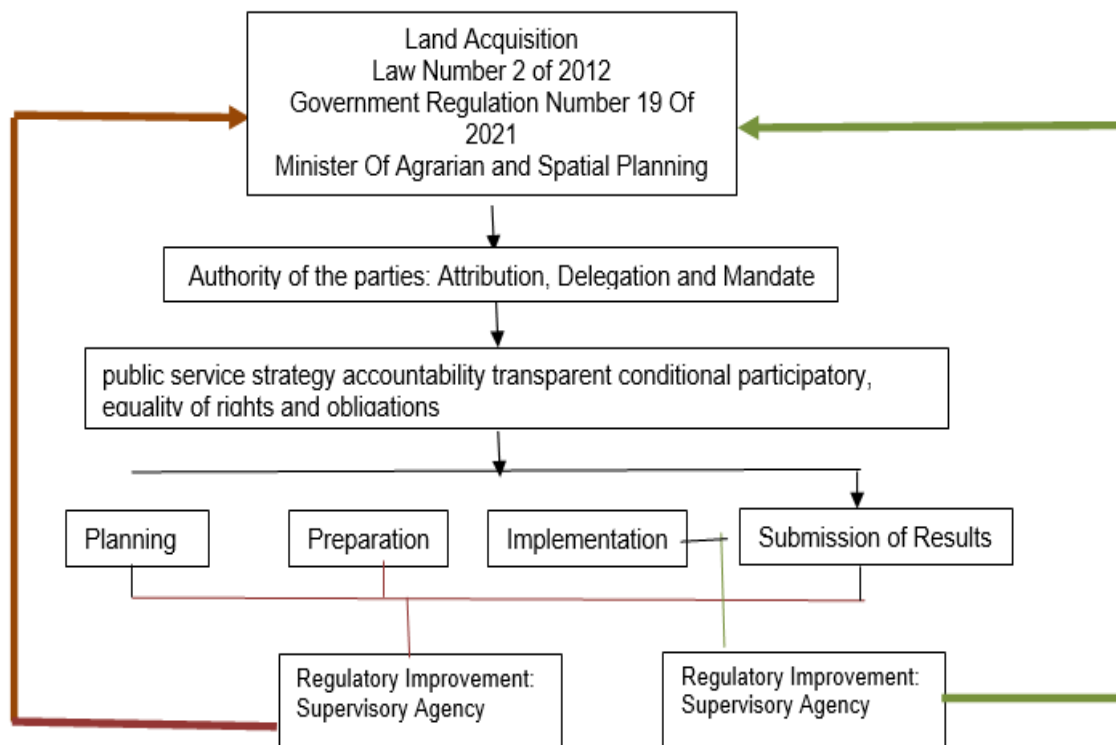 Land Acquisition
Law Number 2 of 2012
Government Regulation Number 19 Of
2021
Minister Of Agrarian and Spatial Planning
Authority of the parties: Attribution, Delegation and Mandate
public service strategy accountability transparent conditional participatory,
equality of rights and obligations
Planning
Preparation
Implementation
Submission of Results
Regulatory Improvement:
Supervisory Agency
Regulatory Improvement:
Supervisory Agency